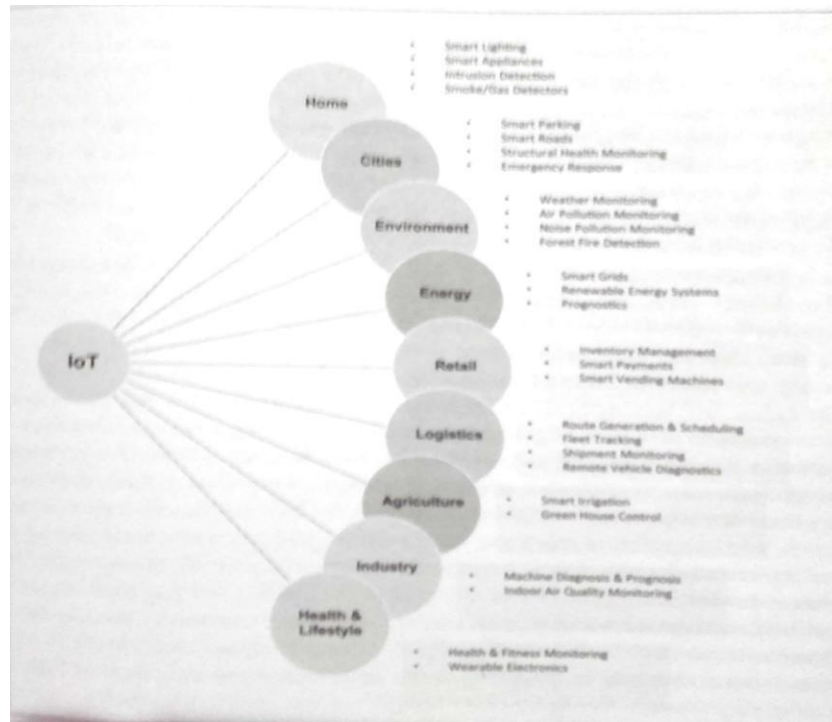 IoT
Home
Smart Lighting
Smart Appliances
Intrusion Detection
Smoke/Gas Detectors
Cities
Smart Parking
Smart Roads
Structural Health Monitoring
Emergency Response
Environment
Weather Monitoring
Air Pollution Monitoring
Noise Pollution Monitoring
Forest Fire Detection
Energy
Smart Grids
Renewable Energy Systems
Prognostics
Retail
Inventory Management
Smart Payments
Smart Vending Machines
Logistics
Route Generation & Scheduling
Fleet Tracking
Shipment Monitoring
Remote Vehicle Diagnostics
Agriculture
Smart Irrigation
Green House Control
Industry
Machine Diagnosis & Prognosis
Indoor Air Quality Monitoring
Health &
Lifestyle
Health & Fitness Monitoring
Wearable Electronics